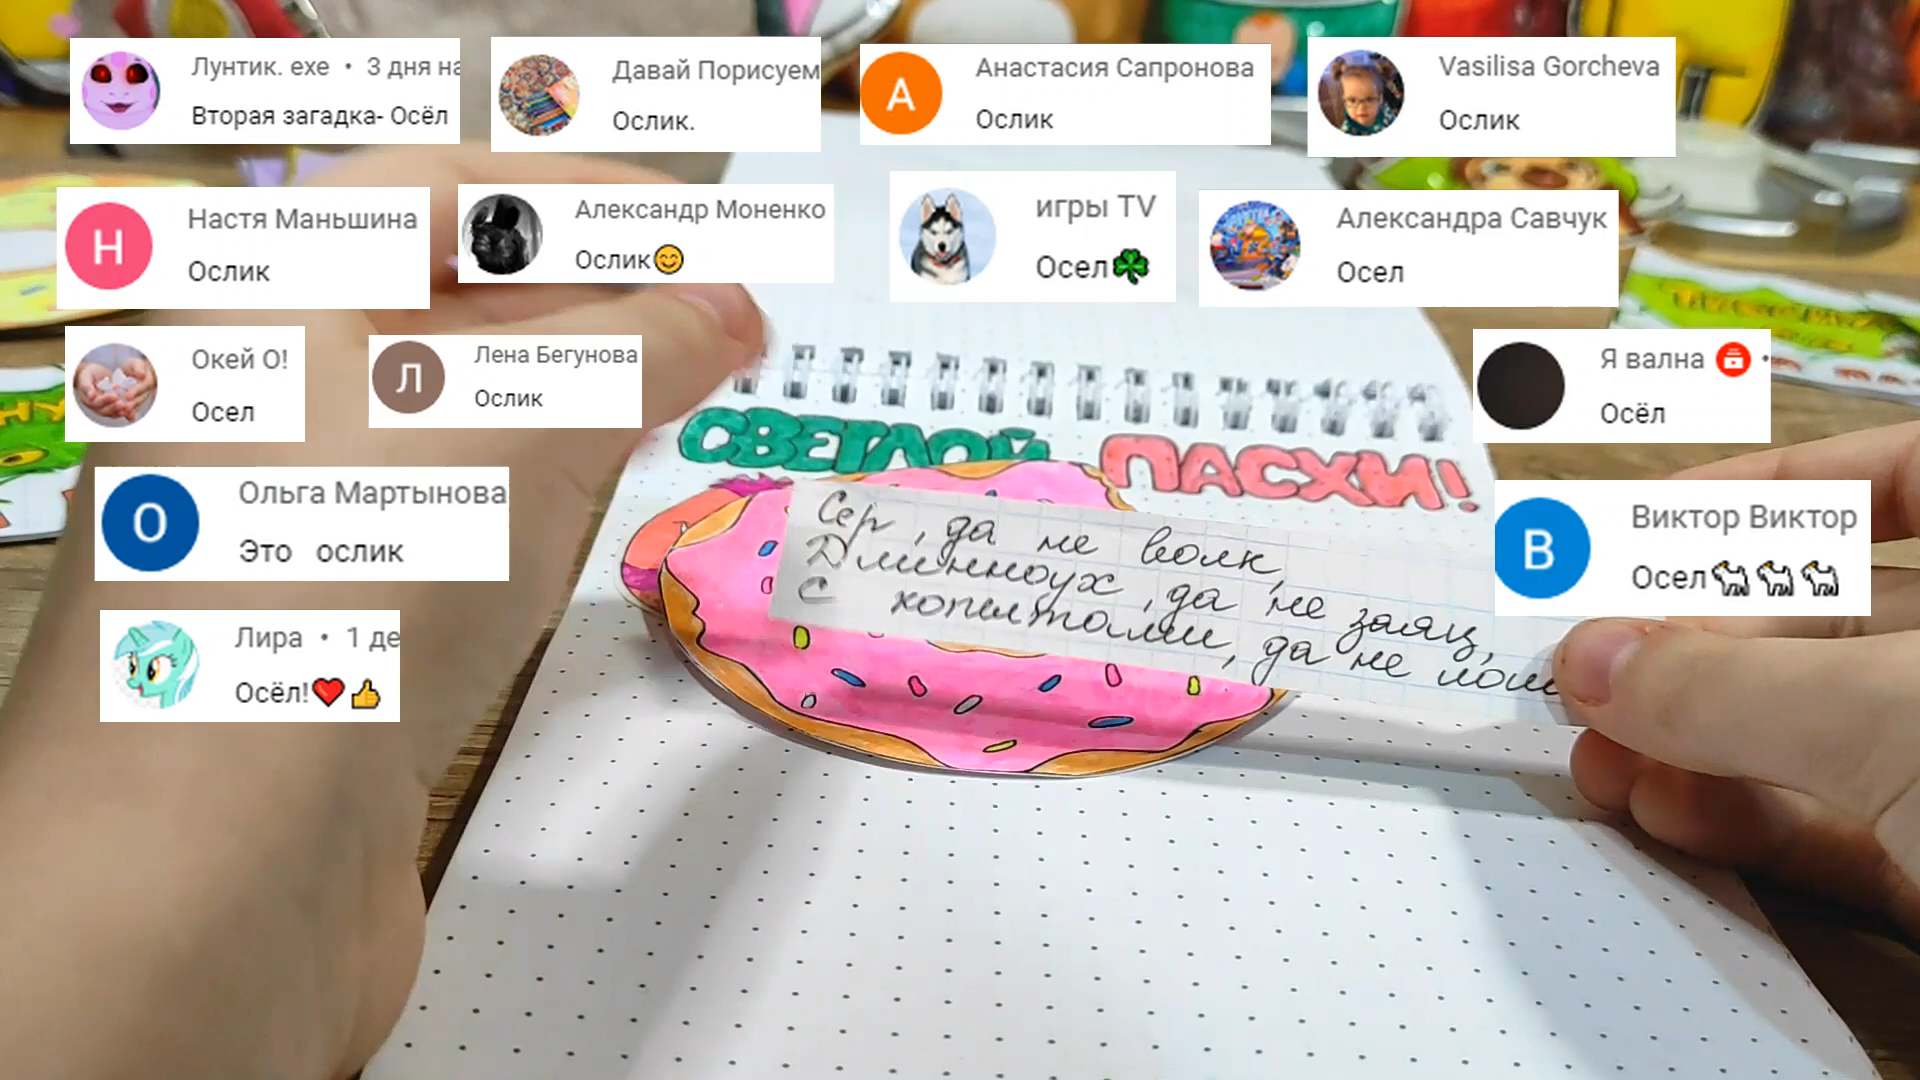 Лунтик. exe • 3 дня на
Вторая загадка- Осёл
Давай Порисуем
Ослик.
А
Анастасия Сапронова
Ослик
Vasilisa Gorcheva
Ослик
Н
Настя Маньшина
Ослик
Александр Моненко
Ослик😊
игры TV
Осел☘
Александра Савчук
Осел
Окей О!
Осел
Л
Лена Бегунова
Ослик
Я вална
Осёл
СВЕТЛОЙ ПАСХИ!
О
Ольга Мартынова
Это ослик
Сер, да не волк,
Длинноух, да не заяц,
С копытами, да не
В
Виктор Виктор
Осел🐐🐐🐐
Лира • 1 де
Осёл!❤👍